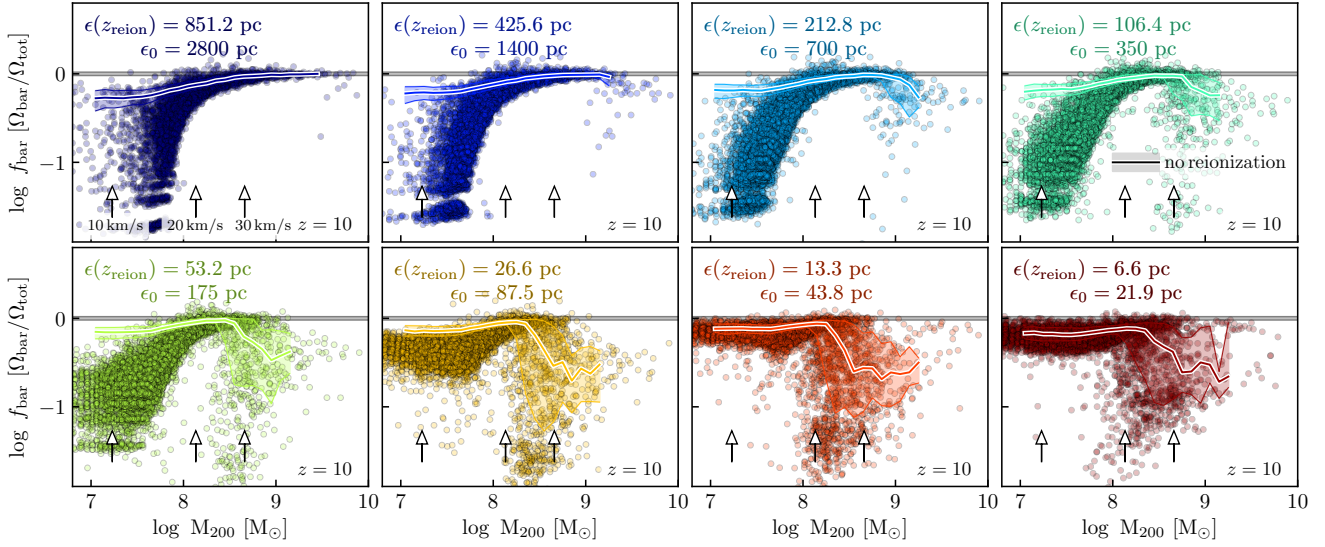 ϵ(z_reion) = 851.2 pc
ϵ_0 = 2800 pc
ϵ(z_reion) = 425.6 pc
ϵ_0 = 1400 pc
ϵ(z_reion) = 212.8 pc
ϵ_0 = 700 pc
ϵ(z_reion) = 106.4 pc
ϵ_0 = 350 pc
log f_bar [Ω_bar/Ω_tot]
0
−1
no reionization
10 km/s
20 km/s
30 km/s
z = 10
z = 10
z = 10
z = 10
ϵ(z_reion) = 53.2 pc
ϵ_0 = 175 pc
ϵ(z_reion) = 26.6 pc
ϵ_0 = 87.5 pc
ϵ(z_reion) = 13.3 pc
ϵ_0 = 43.8 pc
ϵ(z_reion) = 6.6 pc
ϵ_0 = 21.9 pc
log f_bar [Ω_bar/Ω_tot]
0
−1
z = 10
z = 10
z = 10
z = 10
7 8 9 10
7 8 9 10
7 8 9 10
7 8 9 10
log M_200 [M_⊙]
log M_200 [M_⊙]
log M_200 [M_⊙]
log M_200 [M_⊙]